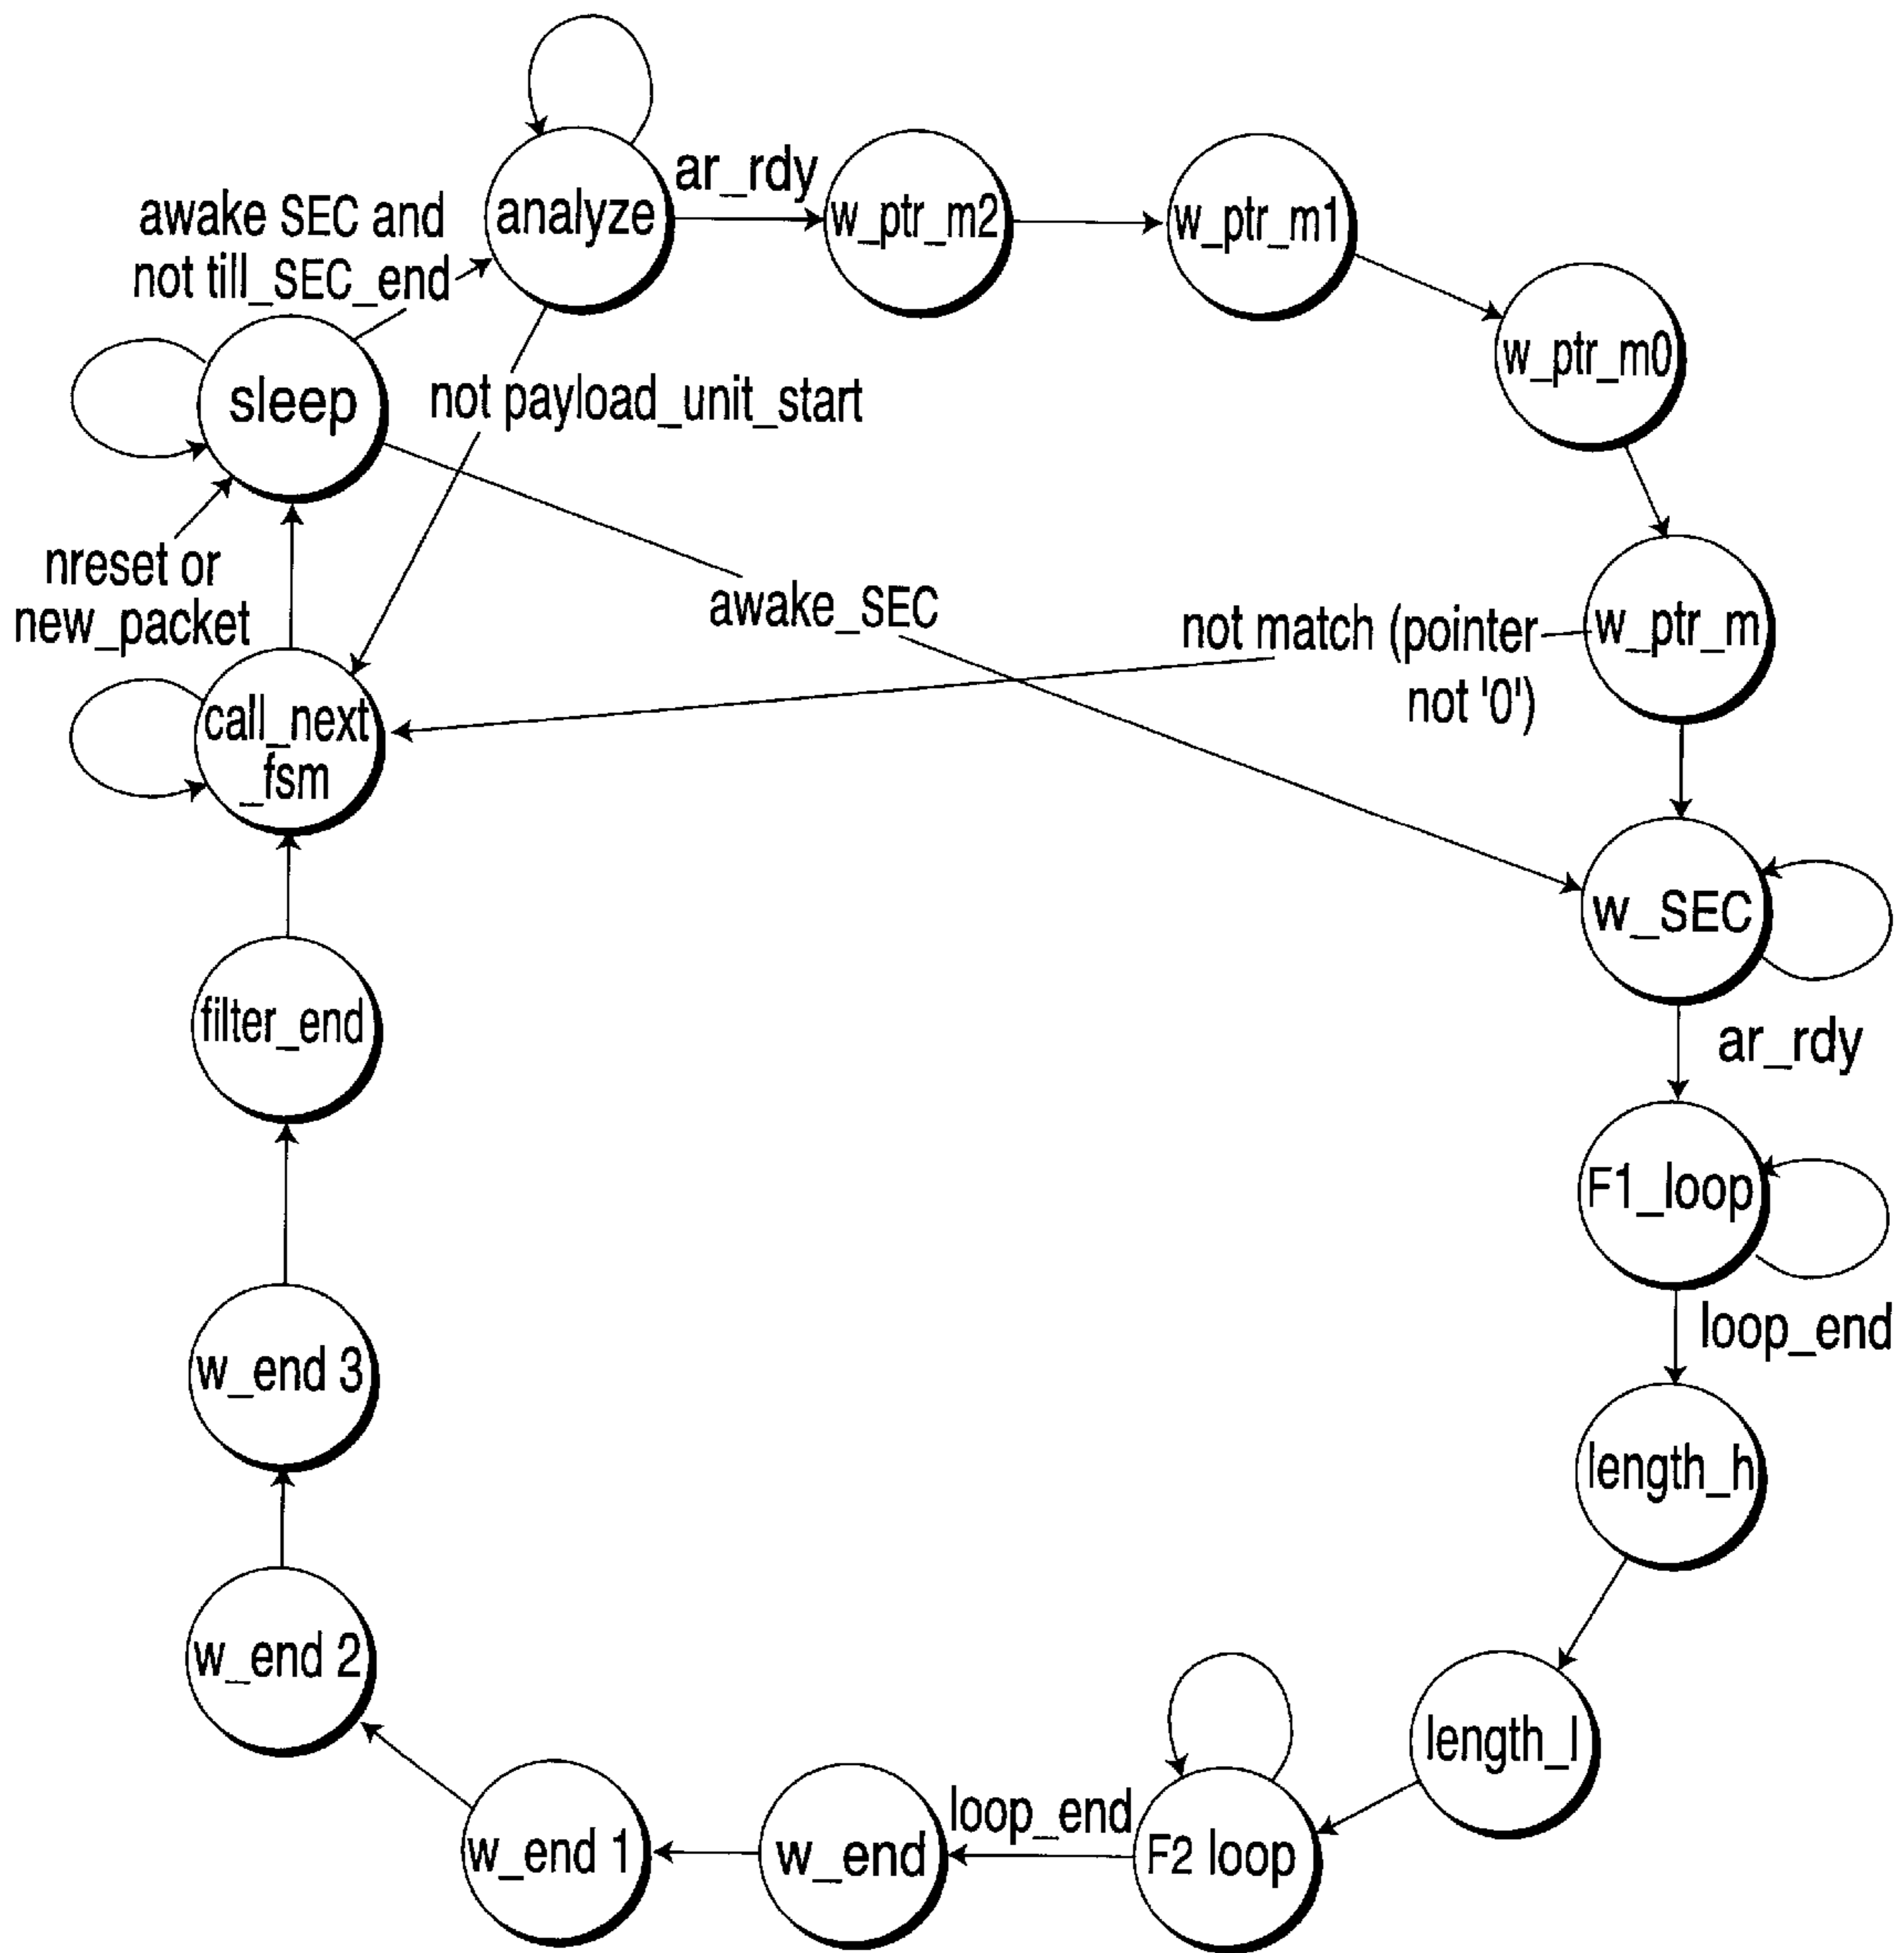 analyze
ar_rdy
w_ptr_m2
w_ptr_m1
w_ptr_m0
awake SEC and
not till_SEC_end
sleep
not payload_unit_start
nreset or
new_packet
awake_SEC
not match (pointer
not '0')
w_ptr_m
call_next
_fsm
w_SEC
ar_rdy
filter_end
F1_loop
loop_end
w_end 3
length_h
w_end 2
length_l
F2 loop
loop_end
w_end
w_end 1